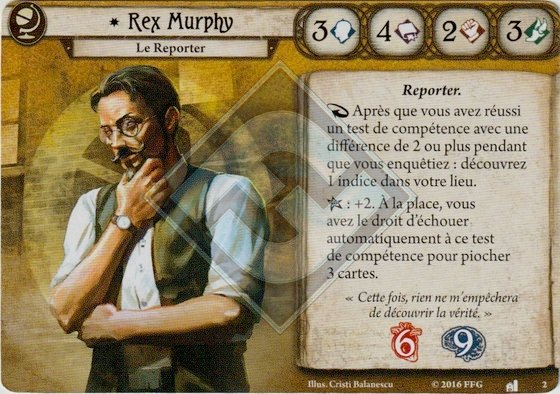 ✷ Rex Murphy
Le Reporter
3 4 2 3
Reporter.
Après que vous avez réussi
un test de compétence avec une
différence de 2 ou plus pendant
que vous enquêtiez : découvrez
1 indice dans votre lieu.
: +2. À la place, vous
avez le droit d'échouer
automatiquement à ce test
de compétence pour piocher
3 cartes.
« Cette fois, rien ne m'empêchera
de découvrir la vérité. »
6 9
Illus. Cristi Balanescu © 2016 FFG 2